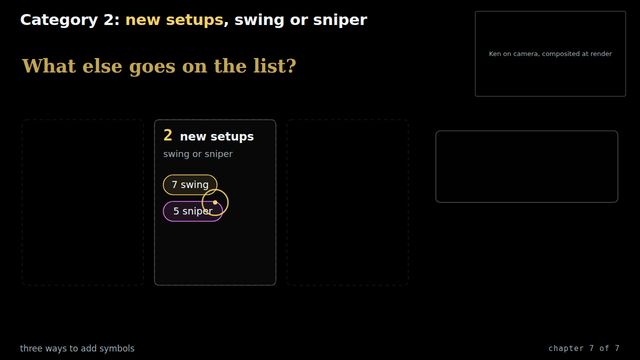 Category 2: new setups, swing or sniper
Ken on camera, composited at render
What else goes on the list?
2 new setups
swing or sniper
7 swing
5 sniper
three ways to add symbols
chapter 7 of 7